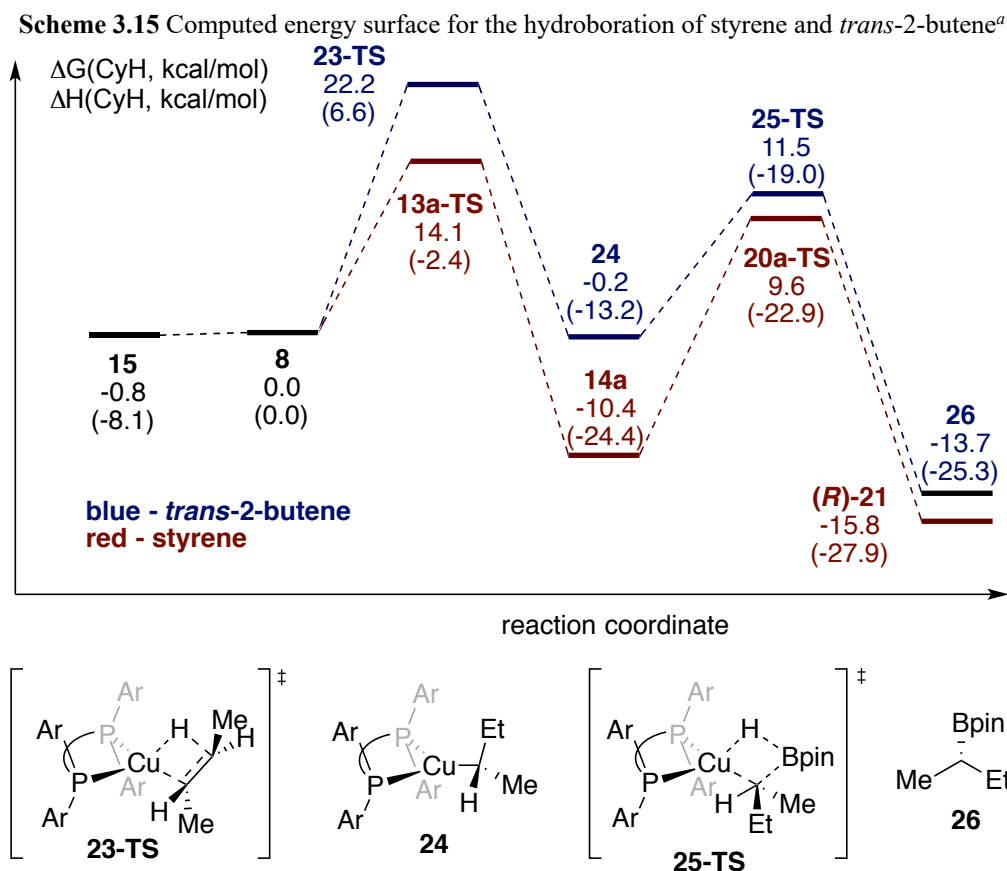 Scheme 3.15 Computed energy surface for the hydroboration of styrene and trans-2-butene^a
ΔG(CyH, kcal/mol)
ΔH(CyH, kcal/mol)
23-TS
22.2
(6.6)
13a-TS
14.1
(-2.4)
25-TS
11.5
(-19.0)
20a-TS
9.6
(-22.9)
24
-0.2
(-13.2)
15
-0.8
(-8.1)
8
0.0
(0.0)
14a
-10.4
(-24.4)
26
-13.7
(-25.3)
(R)-21
-15.8
(-27.9)
blue - trans-2-butene
red - styrene
reaction coordinate
‡
Ar
Ar
P
H
Me
H
Cu
P
Ar
H
Ar
Me
23-TS
Ar
Ar
P
Et
Cu
Me
P
Ar
H
Ar
24
‡
Ar
Ar
P
H
Cu
Bpin
P
Ar
H
Me
Ar
Et
25-TS
Bpin
Me
Et
26